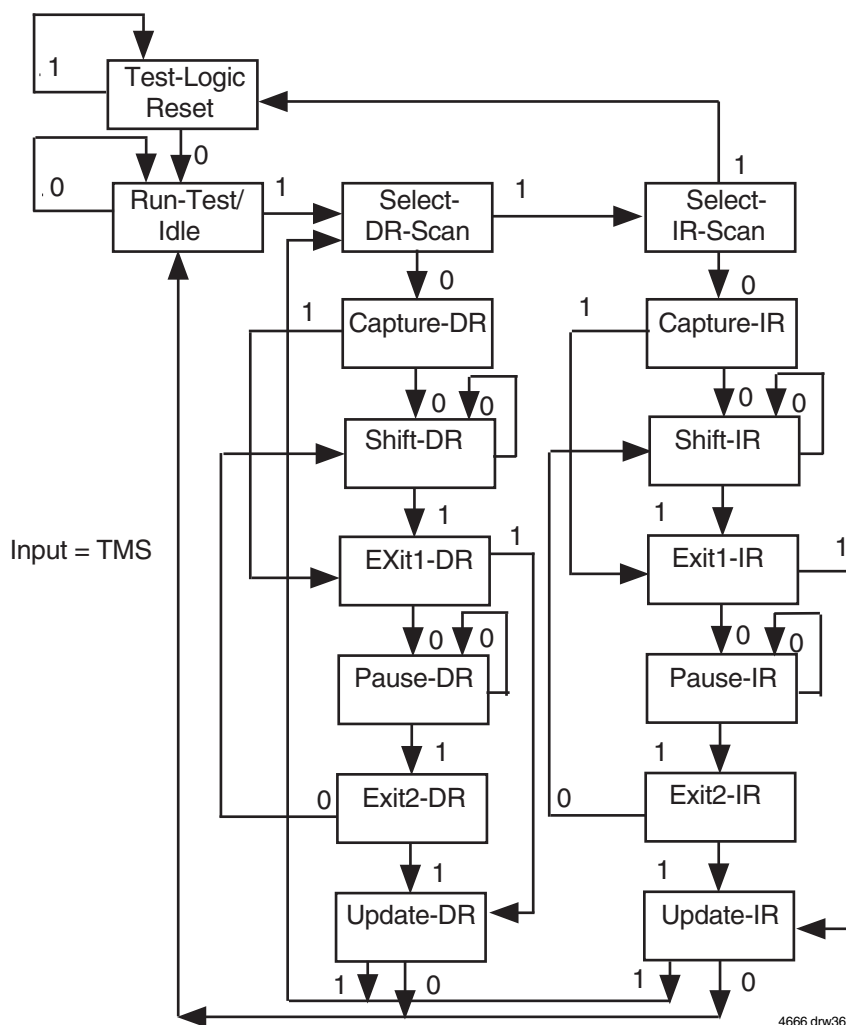 1
Test-Logic
Reset
0
0
1
Run-Test/
Idle
1
Select-
DR-Scan
1
Select-
IR-Scan
0
0
1
Capture-DR
1
Capture-IR
0
0
0
0
Shift-DR
Shift-IR
1
1
Input = TMS
EXit1-DR
1
Exit1-IR
1
0
0
0
0
Pause-DR
Pause-IR
1
1
0
Exit2-DR
0
Exit2-IR
1
1
Update-DR
Update-IR
1
0
1
0
4666 drw36